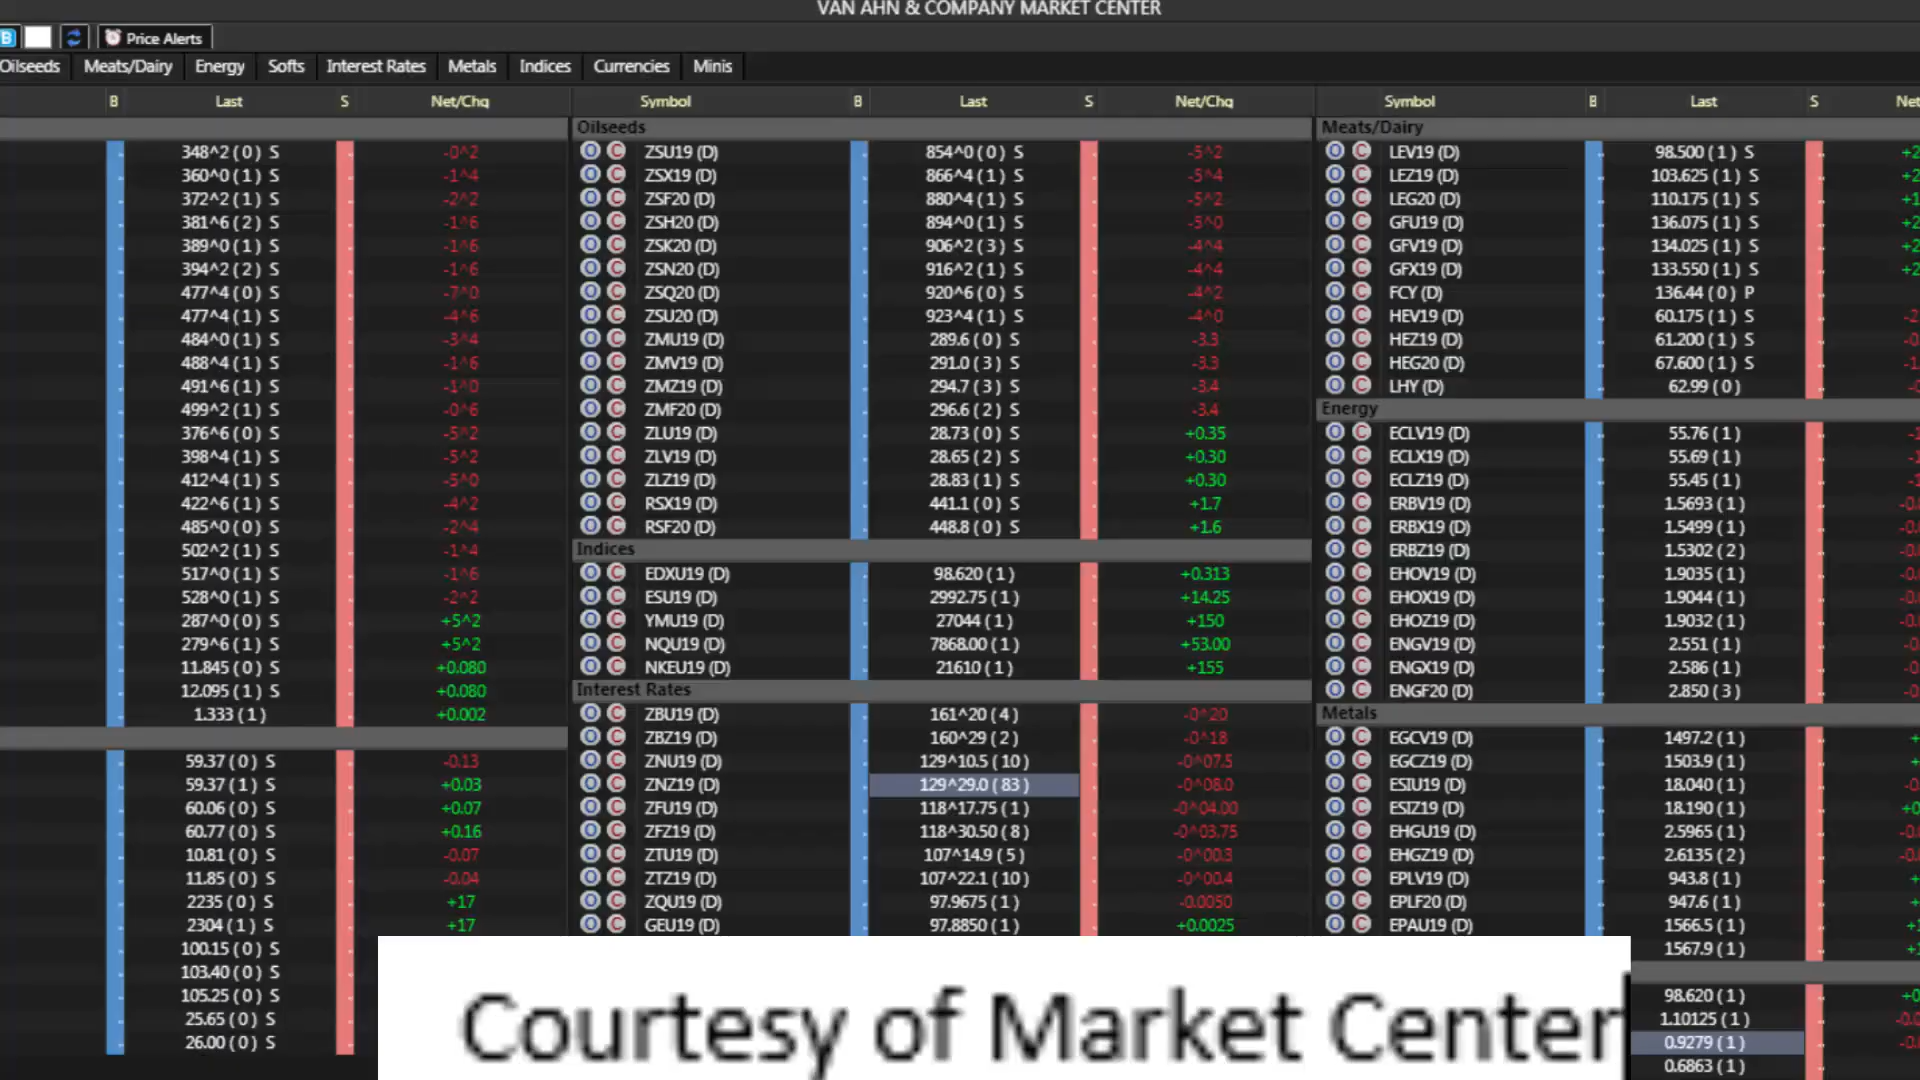 VAN AHN & COMPANY MARKET CENTER
B Price Alerts
Oilseeds Meats/Dairy Energy Softs Interest Rates Metals Indices Currencies Minis
B Last S Net/Chq Symbol B Last S Net/Chq Symbol B Last S
Oilseeds Meats/Dairy
348^2 ( 0 ) S -0^2 O C ZSU19 (D) 854^0 ( 0 ) S -5^2 O C LEV19 (D) 98.500 ( 1 ) S
360^0 ( 1 ) S -1^4 O C ZSX19 (D) 866^4 ( 1 ) S -5^4 O C LEZ19 (D) 103.625 ( 1 ) S
372^2 ( 1 ) S -2^2 O C ZSF20 (D) 880^4 ( 1 ) S -5^2 O C LEG20 (D) 110.175 ( 1 ) S
381^6 ( 2 ) S -1^6 O C ZSH20 (D) 894^0 ( 1 ) S -5^0 O C GFU19 (D) 136.075 ( 1 ) S
389^0 ( 1 ) S -1^6 O C ZSK20 (D) 906^2 ( 3 ) S -4^4 O C GFV19 (D) 134.025 ( 1 ) S
394^2 ( 2 ) S -1^6 O C ZSN20 (D) 916^2 ( 1 ) S -4^4 O C GFX19 (D) 133.550 ( 1 ) S
477^4 ( 0 ) S -7^0 O C ZSQ20 (D) 920^6 ( 0 ) S -4^2 O C FCY (D) 136.44 ( 0 ) P
477^4 ( 1 ) S -4^6 O C ZSU20 (D) 923^4 ( 1 ) S -4^0 O C HEV19 (D) 60.175 ( 1 ) S
484^0 ( 1 ) S -3^4 O C ZMU19 (D) 289.6 ( 0 ) S -3.3 O C HEZ19 (D) 61.200 ( 1 ) S
488^4 ( 1 ) S -1^6 O C ZMV19 (D) 291.0 ( 3 ) S -3.3 O C HEG20 (D) 67.600 ( 1 ) S
491^6 ( 1 ) S -1^0 O C ZMZ19 (D) 294.7 ( 3 ) S -3.4 O C LHY (D) 62.99 ( 0 )
499^2 ( 1 ) S -0^6 O C ZMF20 (D) 296.6 ( 2 ) S -3.4 Energy
376^6 ( 0 ) S -5^2 O C ZLU19 (D) 28.73 ( 0 ) S +0.35 O C ECLV19 (D) 55.76 ( 1 )
398^4 ( 1 ) S -5^2 O C ZLV19 (D) 28.65 ( 2 ) S +0.30 O C ECLX19 (D) 55.69 ( 1 )
412^4 ( 1 ) S -5^0 O C ZLZ19 (D) 28.83 ( 1 ) S +0.30 O C ECLZ19 (D) 55.45 ( 1 )
422^6 ( 1 ) S -4^2 O C RSX19 (D) 441.1 ( 0 ) S +1.7 O C ERBV19 (D) 1.5693 ( 1 )
485^0 ( 0 ) S -2^4 O C RSF20 (D) 448.8 ( 0 ) S +1.6 O C ERBX19 (D) 1.5499 ( 1 )
502^2 ( 1 ) S -1^4 Indices O C ERBZ19 (D) 1.5302 ( 2 )
517^0 ( 1 ) S -1^6 O C EDXU19 (D) 98.620 ( 1 ) +0.313 O C EHOV19 (D) 1.9035 ( 1 )
528^0 ( 1 ) S -2^2 O C ESU19 (D) 2992.75 ( 1 ) +14.25 O C EHOX19 (D) 1.9044 ( 1 )
287^0 ( 0 ) S +5^2 O C YMU19 (D) 27044 ( 1 ) +150 O C EHOZ19 (D) 1.9032 ( 1 )
279^6 ( 1 ) S +5^2 O C NQU19 (D) 7868.00 ( 1 ) +53.00 O C ENGV19 (D) 2.551 ( 1 )
11.845 ( 0 ) S +0.080 O C NKEU19 (D) 21610 ( 1 ) +155 O C ENGX19 (D) 2.586 ( 1 )
12.095 ( 1 ) S +0.080 Interest Rates O C ENGF20 (D) 2.850 ( 3 )
1.333 ( 1 ) +0.002 O C ZBU19 (D) 161^20 ( 4 ) -0^20 Metals
O C ZBZ19 (D) 160^29 ( 2 ) -0^18 O C EGCV19 (D) 1497.2 ( 1 )
59.37 ( 0 ) S -0.13 O C ZNU19 (D) 129^10.5 ( 10 ) -0^07.5 O C EGCZ19 (D) 1503.9 ( 1 )
59.37 ( 1 ) S +0.03 O C ZNZ19 (D) 129^29.0 ( 83 ) -0^08.0 O C ESIU19 (D) 18.040 ( 1 )
60.06 ( 0 ) S +0.07 O C ZFU19 (D) 118^17.75 ( 1 ) -0^04.00 O C ESIZ19 (D) 18.190 ( 1 )
60.77 ( 0 ) S +0.16 O C ZFZ19 (D) 118^30.50 ( 8 ) -0^03.75 O C EHGU19 (D) 2.5965 ( 1 )
10.81 ( 0 ) S -0.07 O C ZTU19 (D) 107^14.9 ( 5 ) -0^00.3 O C EHGZ19 (D) 2.6135 ( 2 )
11.85 ( 0 ) S -0.04 O C ZTZ19 (D) 107^22.1 ( 10 ) -0^00.4 O C EPLV19 (D) 943.8 ( 1 )
2235 ( 0 ) S +17 O C ZQU19 (D) 97.9675 ( 1 ) -0.0050 O C EPLF20 (D) 947.6 ( 1 )
2304 ( 1 ) S +17 O C GEU19 (D) 97.8850 ( 1 ) +0.0025 O C EPAU19 (D) 1566.5 ( 1 )
100.15 ( 0 ) S 1567.9 ( 1 )
103.40 ( 0 ) S
105.25 ( 0 ) S 98.620 ( 1 )
25.65 ( 0 ) S 1.10125 ( 1 )
26.00 ( 0 ) S 0.9279 ( 1 )
0.6863 ( 1 )
Courtesy of Market Center